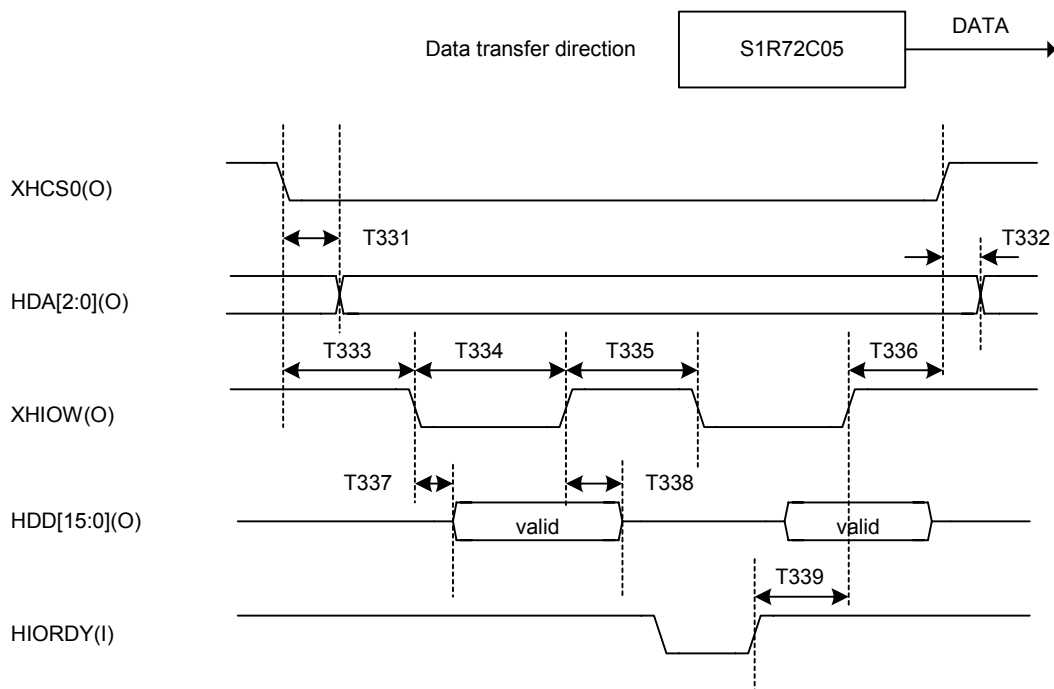 DATA
Data transfer direction S1R72C05
XHCS0(O)
T331 T332
HDA[2:0](O)
T333 T334 T335 T336
XHIOW(O)
T337 T338
HDD[15:0](O) valid valid
T339
HIORDY(I)